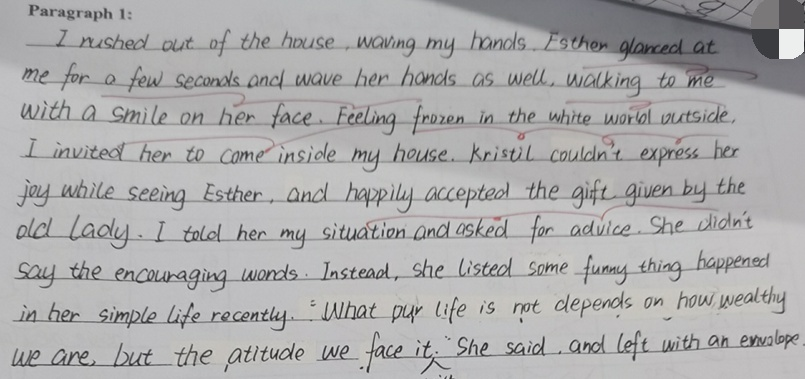 Paragraph 1:
I rushed out of the house, waving my hands. Esther glanced at
me for a few seconds and wave her hands as well, walking to me
with a smile on her face. Feeling frozen in the white world outside,
I invited her to come inside my house. Kristil couldn't express her
joy while seeing Esther, and happily accepted the gift given by the
old lady. I told her my situation and asked for advice. She didn't
say the encouraging words. Instead, she listed some funny thing happened
in her simple life recently. "What our life is not depends on how wealthy
we are, but the atitude we face it." She said, and left with an envolope.